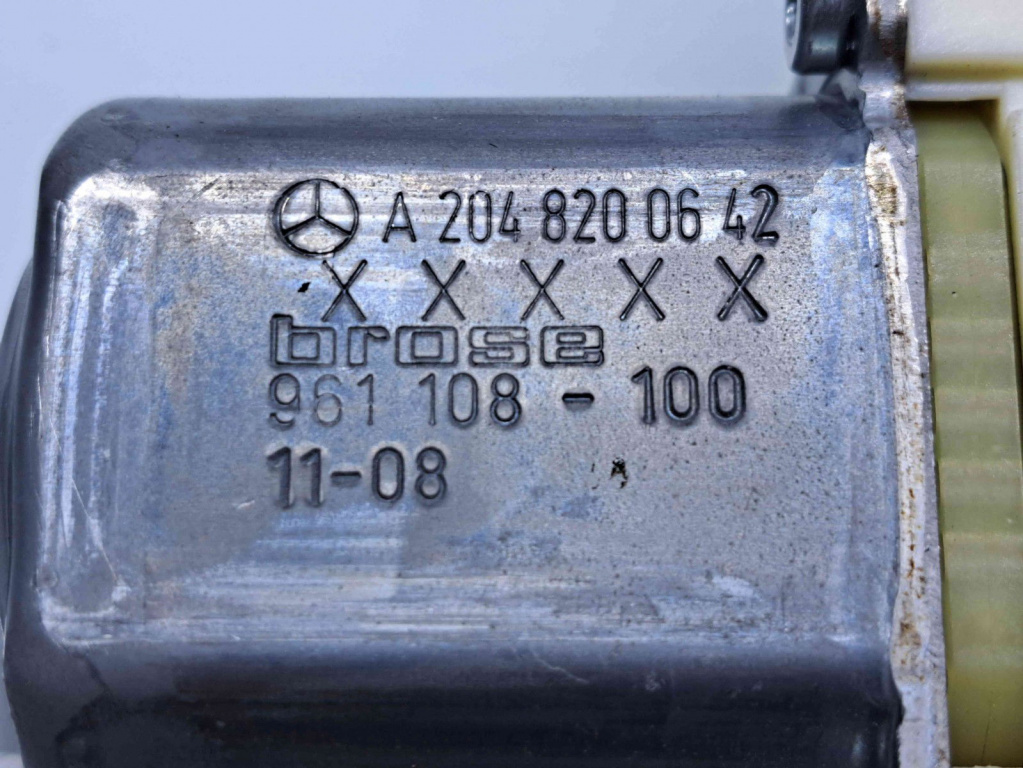 A 204 820 06 42
X X X X X
brose
961 108 - 100
11-08